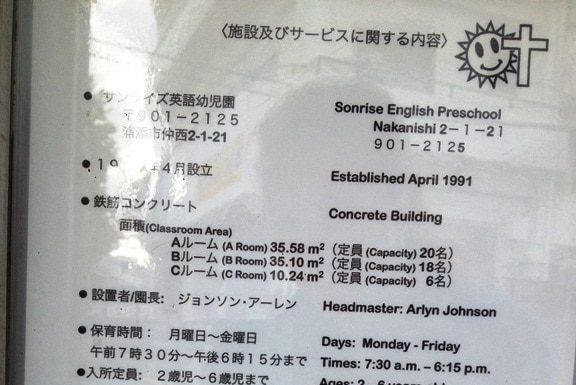 〈施設及びサービスに関する内容〉
● サンライズ英語幼児園 Sonrise English Preschool
〒901－2125 Nakanishi 2－1－21
浦添市仲西2-1-21 901－2125
● 19 年4月設立 Established April 1991
● 鉄筋コンクリート Concrete Building
面積(Classroom Area)
Aルーム (A Room) 35.58 m²（定員 (Capacity) 20名）
Bルーム (B Room) 35.10 m²（定員 (Capacity) 18名）
Cルーム (C Room) 10.24 m²（定員 (Capacity) 6名）
● 設置者/園長: ジョンソン・アーレン Headmaster: Arlyn Johnson
● 保育時間： 月曜日〜金曜日 Days: Monday - Friday
午前７時３０分〜午後６時１５分まで Times: 7:30 a.m. – 6:15 p.m.
●入所定員： ２歳児〜６歳児まで Ages: 2 - 6 years